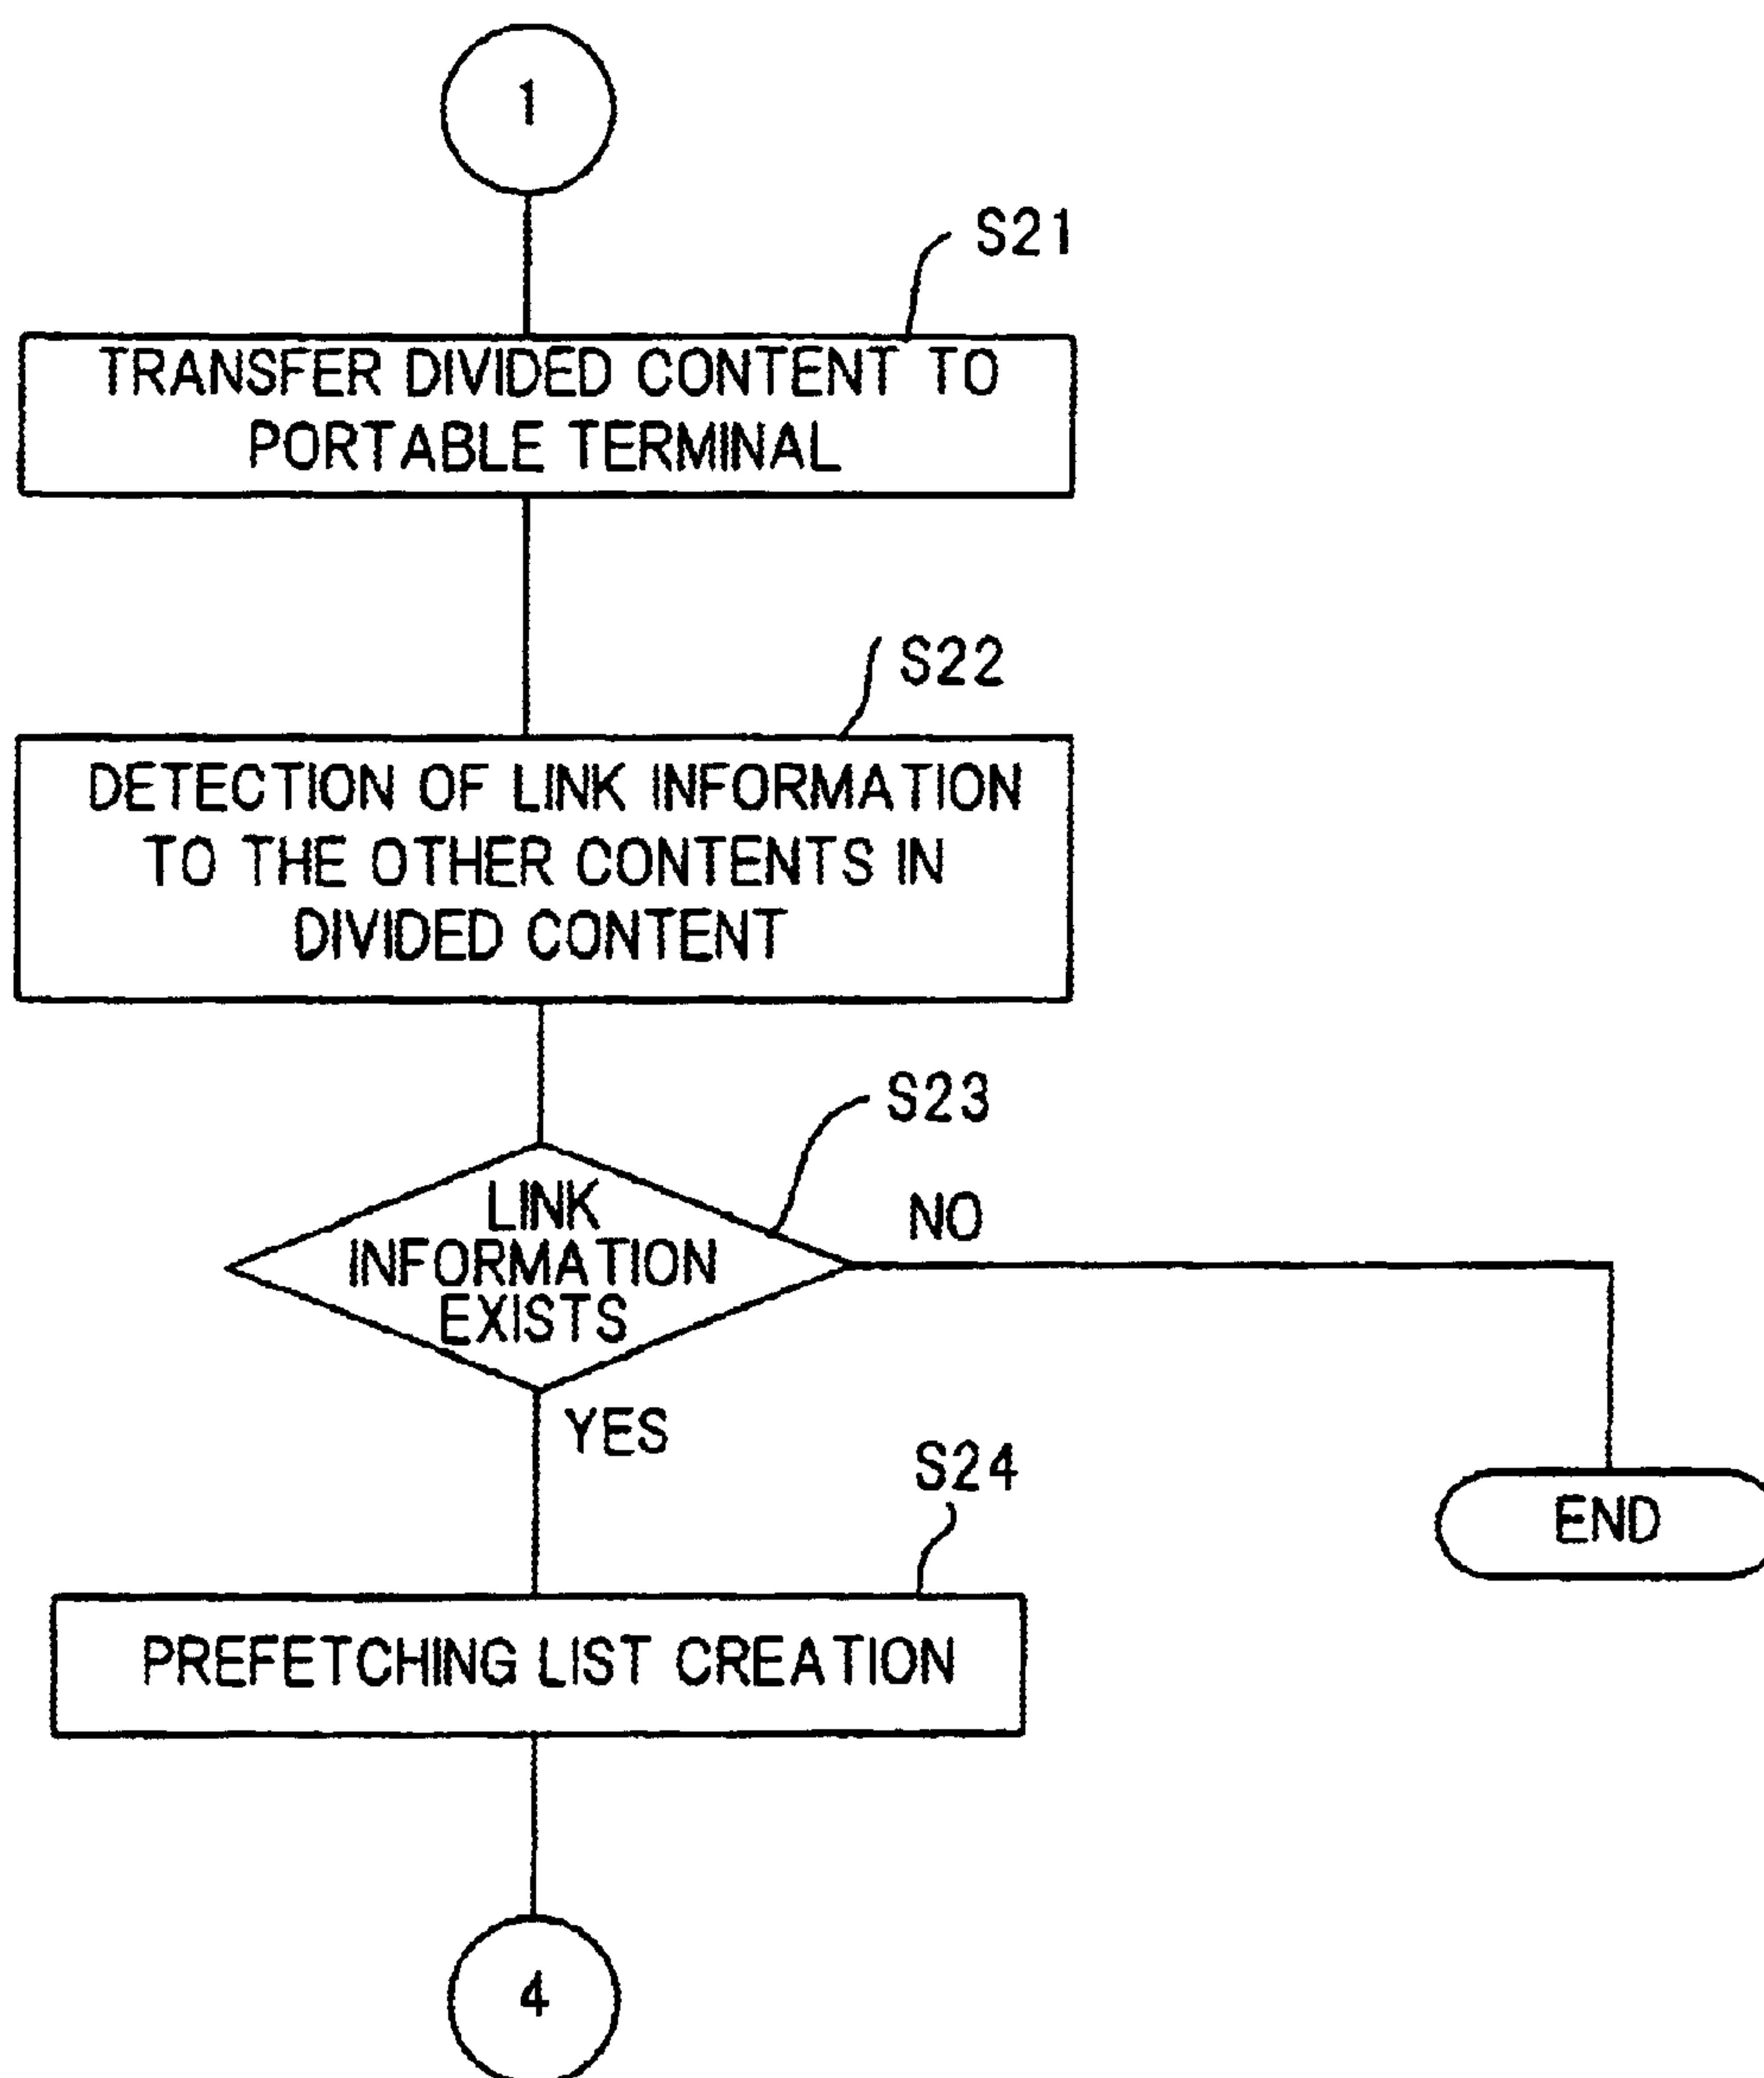 1
S21
TRANSFER DIVIDED CONTENT TO
PORTABLE TERMINAL
S22
DETECTION OF LINK INFORMATION
TO THE OTHER CONTENTS IN
DIVIDED CONTENT
S23
LINK
INFORMATION
EXISTS
NO
YES
S24
END
PREFETCHING LIST CREATION
4